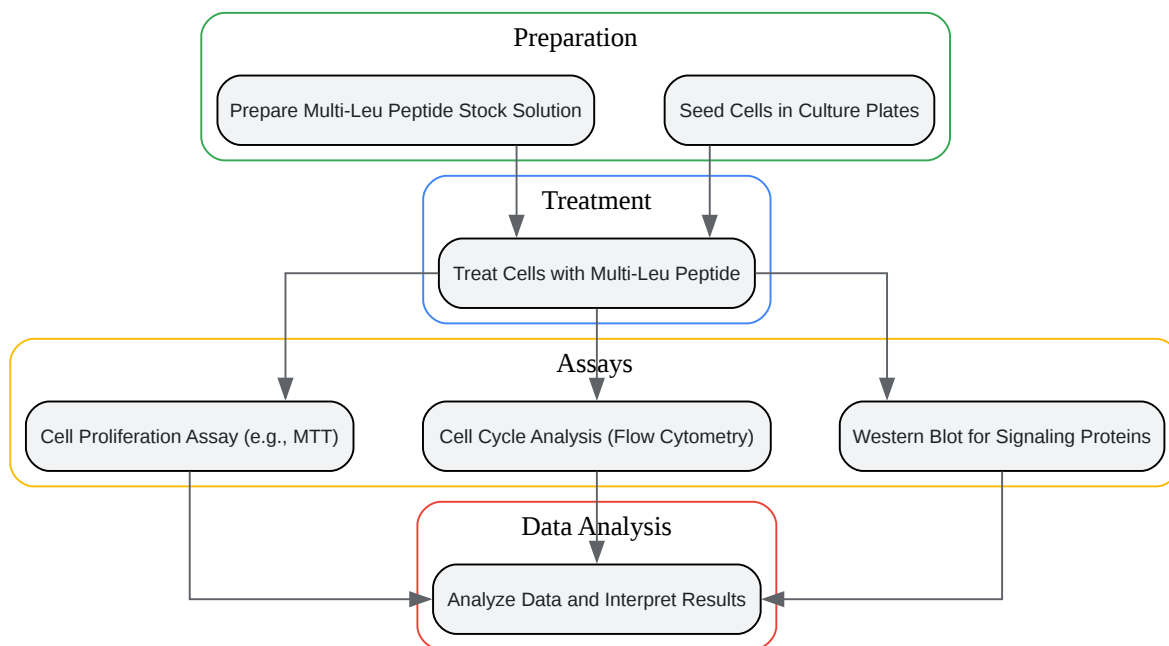 Preparation
Prepare Multi-Leu Peptide Stock Solution
Seed Cells in Culture Plates
Treatment
Treat Cells with Multi-Leu Peptide
Assays
Cell Proliferation Assay (e.g., MTT)
Cell Cycle Analysis (Flow Cytometry)
Western Blot for Signaling Proteins
Data Analysis
Analyze Data and Interpret Results